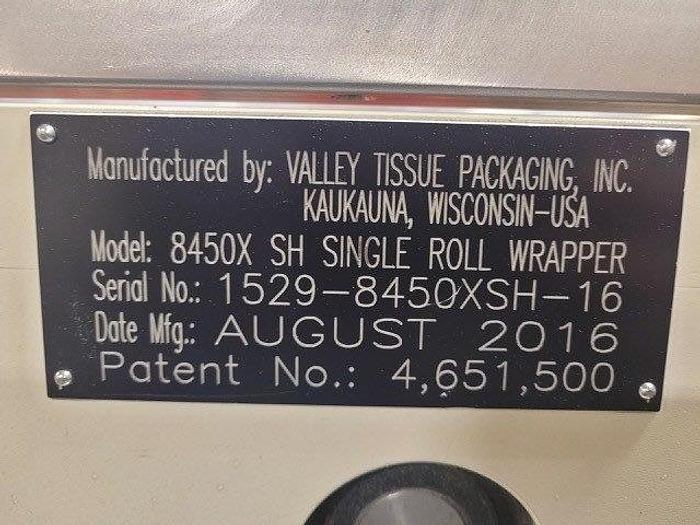 Manufactured by: VALLEY TISSUE PACKAGING, INC.
KAUKAUNA, WISCONSIN-USA
Model: 8450X SH SINGLE ROLL WRAPPER
Serial No.: 1529-8450XSH-16
Date Mfg.: AUGUST 2016
Patent No.: 4,651,500